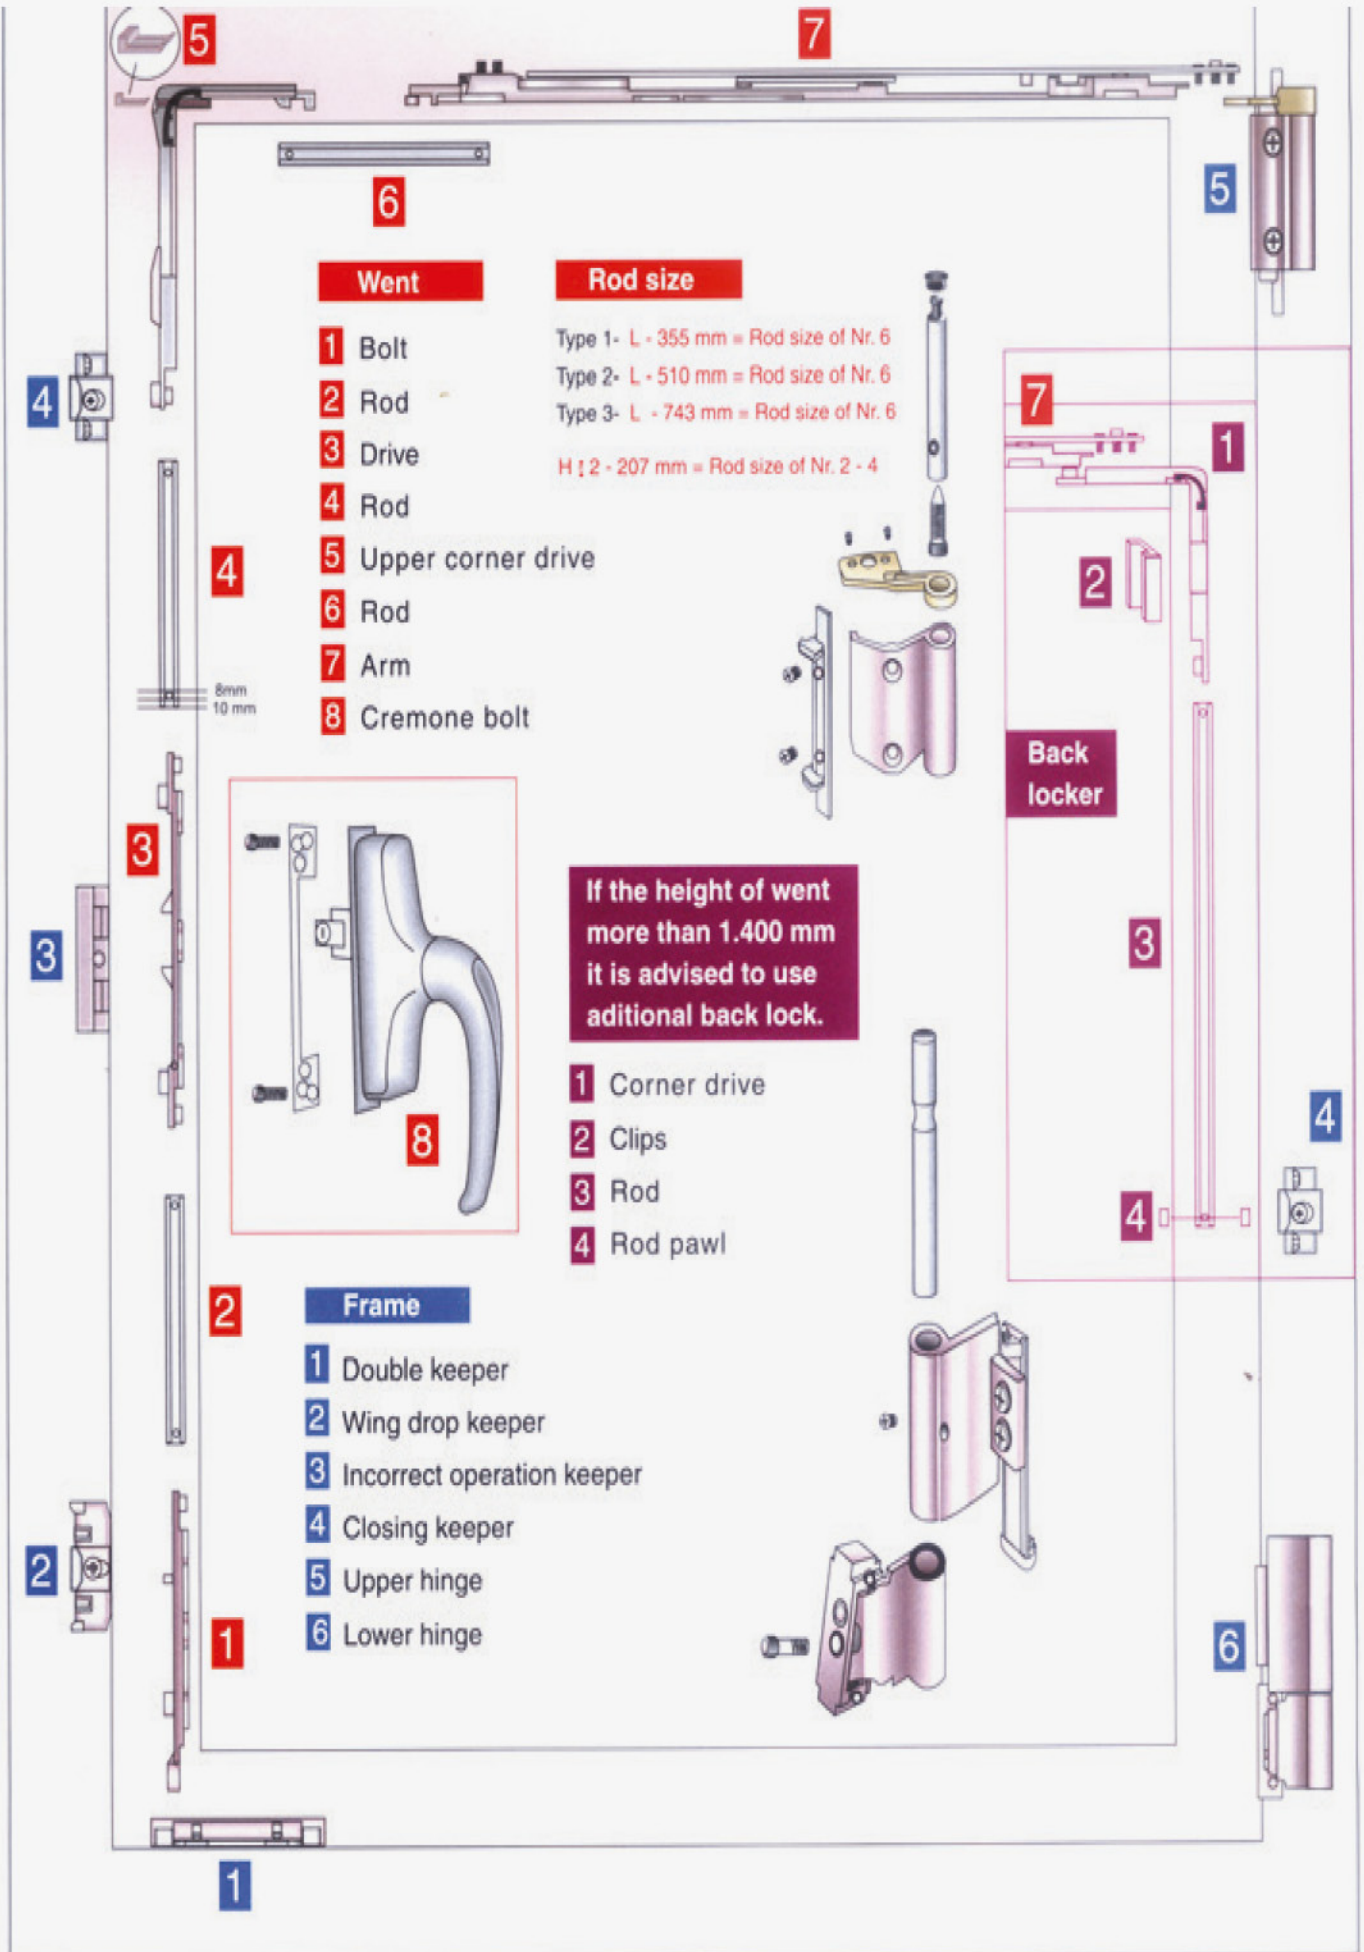 5
7
6
5
Went
1 Bolt
2 Rod
3 Drive
4 Rod
5 Upper corner drive
6 Rod
7 Arm
8 Cremone bolt
Rod size
Type 1- L - 355 mm = Rod size of Nr. 6
Type 2- L - 510 mm = Rod size of Nr. 6
Type 3- L - 743 mm = Rod size of Nr. 6
H : 2 - 207 mm = Rod size of Nr. 2 - 4
4
4
8mm
10 mm
3
3
8
7
1
2
Back
locker
3
4
4
If the height of went
more than 1.400 mm
it is advised to use
aditional back lock.
1 Corner drive
2 Clips
3 Rod
4 Rod pawl
2
Frame
1 Double keeper
2 Wing drop keeper
3 Incorrect operation keeper
4 Closing keeper
5 Upper hinge
6 Lower hinge
2
1
6
1